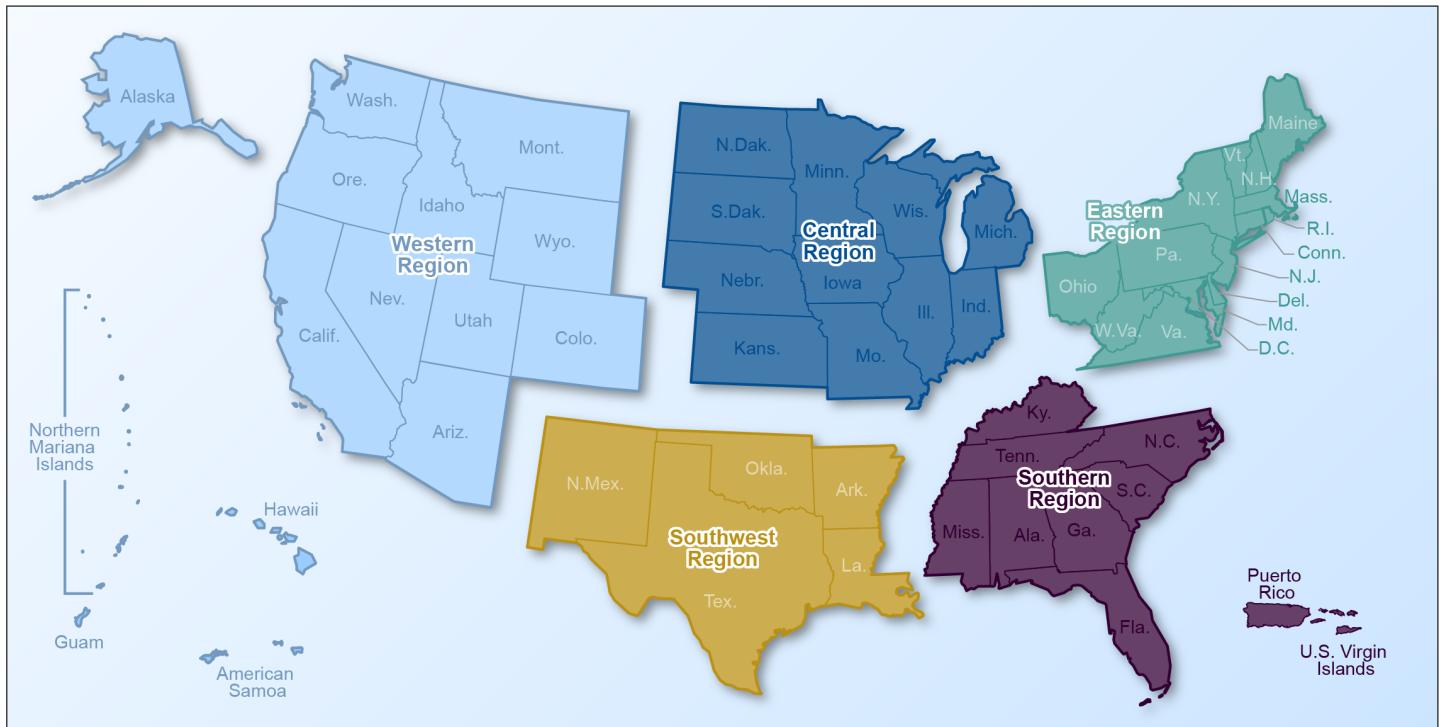 Alaska
Wash.
Mont.
Ore.
Idaho
Wyo.
Western
Region
Nev.
Utah
Colo.
Calif.
Ariz.
Northern
Mariana
Islands
Hawaii
Guam
American
Samoa
N.Dak.
Minn.
S.Dak.
Wis.
Mich.
Central
Region
Nebr.
Iowa
Ill.
Ind.
Kans.
Mo.
Maine
Vt.
N.H.
N.Y.
Mass.
Eastern
Region
R.I.
Conn.
Pa.
N.J.
Ohio
Del.
Md.
W.Va.
Va.
D.C.
N.Mex.
Okla.
Ark.
Southwest
Region
La.
Tex.
Ky.
N.C.
Tenn.
Southern
Region
S.C.
Miss.
Ala.
Ga.
Fla.
Puerto
Rico
U.S. Virgin
Islands